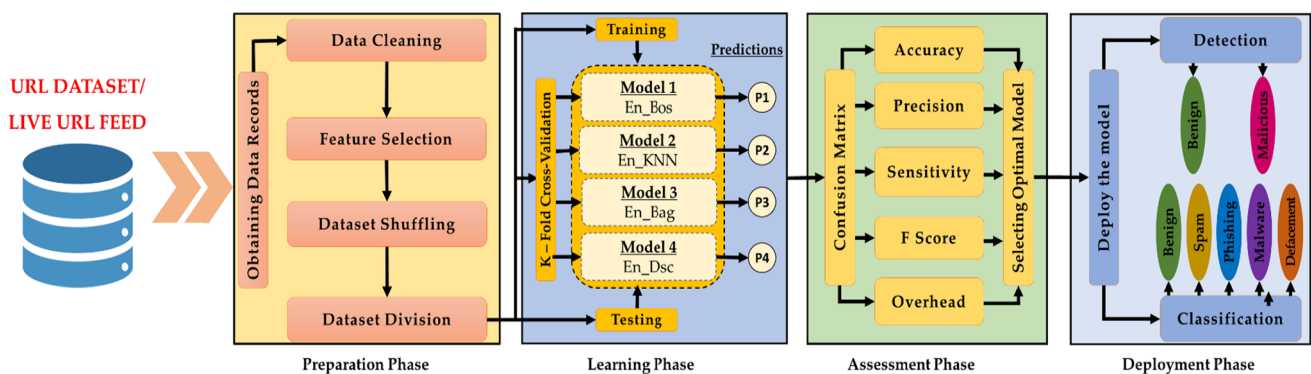 URL DATASET/
LIVE URL FEED
Obtaining Data Records
Data Cleaning
Feature Selection
Dataset Shuffling
Dataset Division
Preparation Phase
Training
Predictions
K – Fold Cross-Validation
Model 1
En_Bos
P1
Model 2
En_KNN
P2
Model 3
En_Bag
P3
Model 4
En_Dsc
P4
Testing
Learning Phase
Confusion Matrix
Accuracy
Precision
Sensitivity
F Score
Overhead
Selecting Optimal Model
Assessment Phase
Deploy the model
Detection
Benign
Malicious
Benign
Spam
Phishing
Malware
Defacement
Classification
Deployment Phase